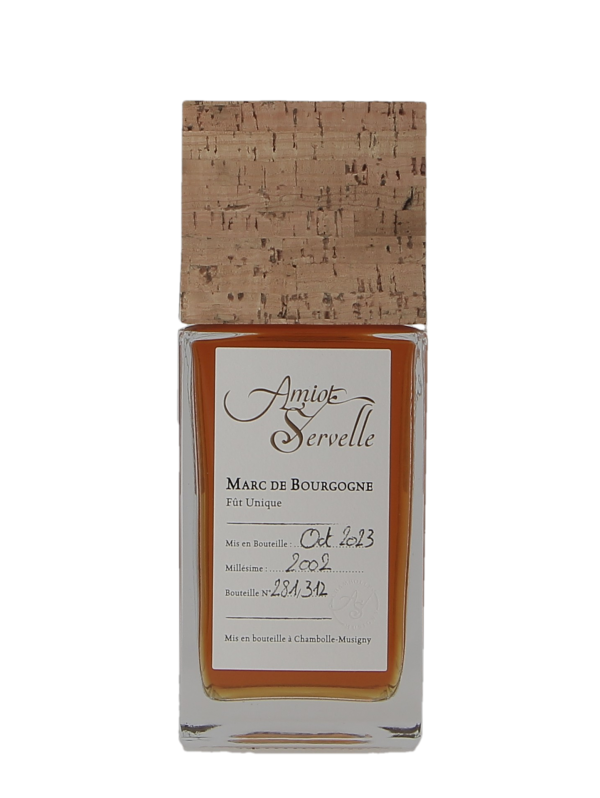 Amiot
Servelle
MARC DE BOURGOGNE
Fût Unique
Mis en Bouteille : Oct 2023
Millésime : 2002
Bouteille N° 281/312
Mis en bouteille à Chambolle-Musigny